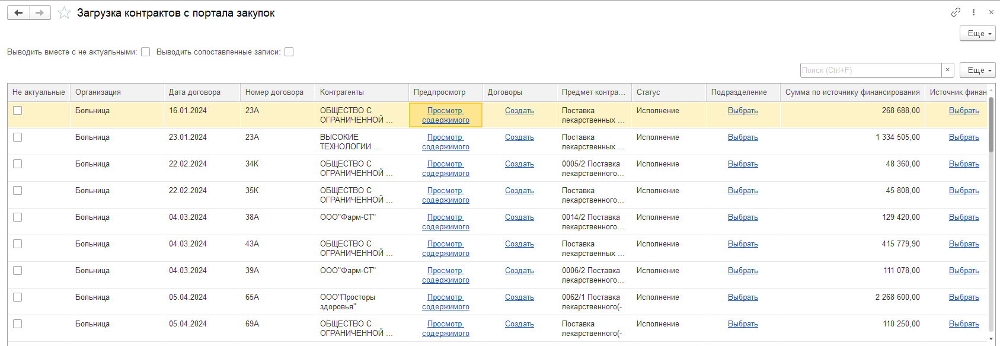 Загрузка контрактов с портала закупок
Еще
Выводить вместе с не актуальными: Выводить сопоставленные записи:
Поиск (Ctrl+F) × Еще
Не актуальные Организация Дата договора Номер договора Контрагенты Предпросмотр Договоры Предмет контра... Статус Подразделение Сумма по источнику финансирования Источник финан
Больница 16.01.2024 23А ОБЩЕСТВО С Просмотр Создать Поставка Исполнение Выбрать 268 688,00 Выбрать
ОГРАНИЧЕННОЙ ... содержимого лекарственных ...
Больница 23.01.2024 23А ВЫСОКИЕ Просмотр Создать Поставка Исполнение Выбрать 1 334 505,00 Выбрать
ТЕХНОЛОГИИ ... содержимого лекарственных ...
Больница 22.02.2024 34К ОБЩЕСТВО С Просмотр Создать 0005/2 Поставка Исполнение Выбрать 48 360,00 Выбрать
ОГРАНИЧЕННОЙ ... содержимого лекарственного...
Больница 22.02.2024 35К ОБЩЕСТВО С Просмотр Создать Поставка Исполнение Выбрать 45 808,00 Выбрать
ОГРАНИЧЕННОЙ ... содержимого лекарственного...
Больница 04.03.2024 38А ООО"Фарм-СТ" Просмотр Создать 0014/2 Поставка Исполнение Выбрать 129 420,00 Выбрать
содержимого лекарственного...
Больница 04.03.2024 43А ОБЩЕСТВО С Просмотр Создать Поставка Исполнение Выбрать 415 779,90 Выбрать
ОГРАНИЧЕННОЙ ... содержимого лекарственных ...
Больница 04.03.2024 39А ООО"Фарм-СТ" Просмотр Создать 0006/2 Поставка Исполнение Выбрать 111 078,00 Выбрать
содержимого лекарственного...
Больница 05.04.2024 65А ООО"Просторы Просмотр Создать 0062/1 Поставка Исполнение Выбрать 2 268 600,00 Выбрать
здоровья" содержимого лекарственного(-
Больница 05.04.2024 69А ОБЩЕСТВО С Просмотр Создать Поставка Исполнение Выбрать 110 250,00 Выбрать
ОГРАНИЧЕННОЙ ... содержимого лекарственного(-